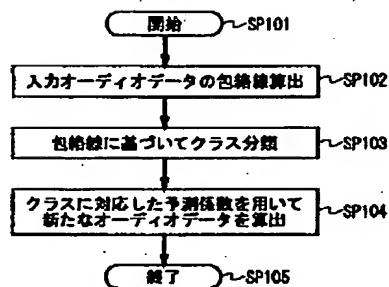 開始 SP101
入力オーディオデータの包絡線算出 SP102
包絡線に基づいてクラス分類 SP103
クラスに対応した予測係数を用いて
新たなオーディオデータを算出 SP104
終了 SP105